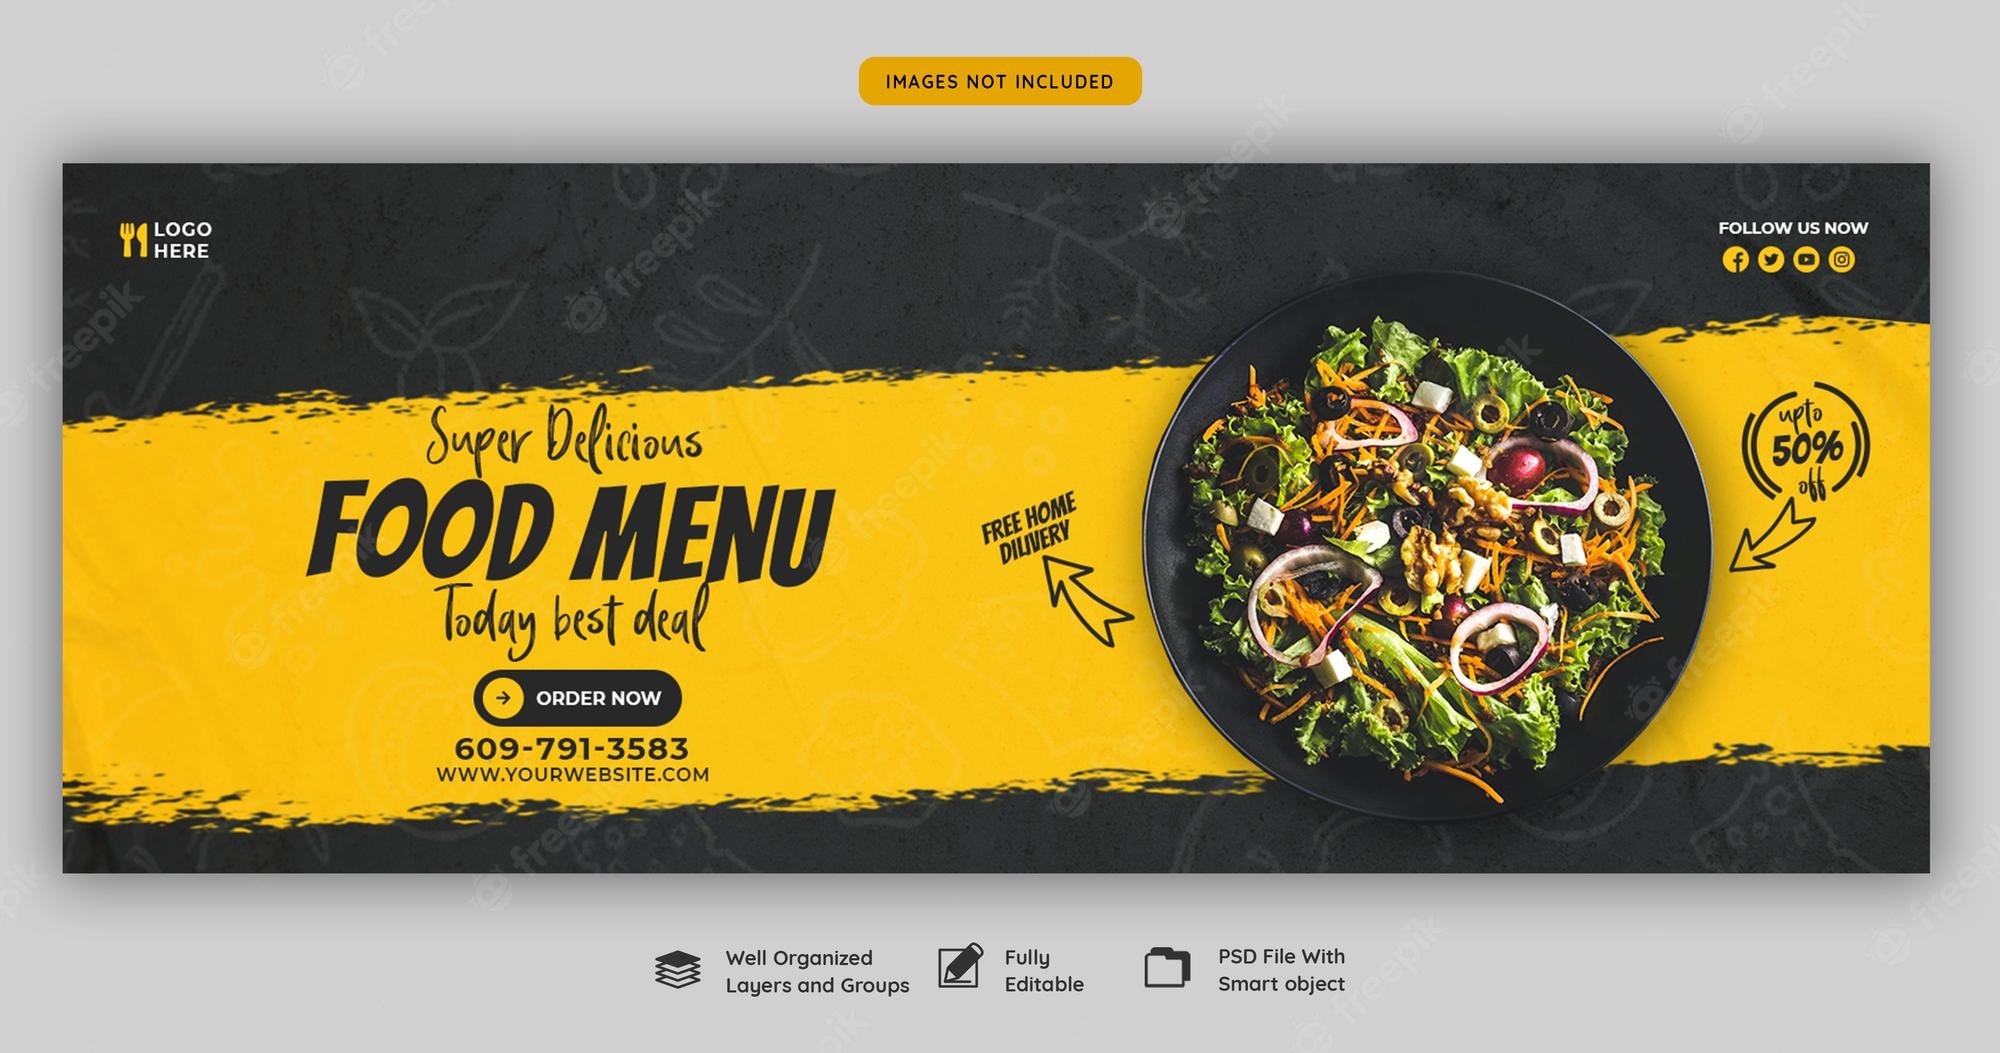 IMAGES NOT INCLUDED
LOGO
HERE
FOLLOW US NOW
Super Delicious
FOOD MENU
Today best deal
ORDER NOW
609-791-3583
WWW.YOURWEBSITE.COM
FREE HOME
DILIVERY
upto
50%
off
Well Organized
Layers and Groups
Fully
Editable
PSD File With
Smart object
freepik